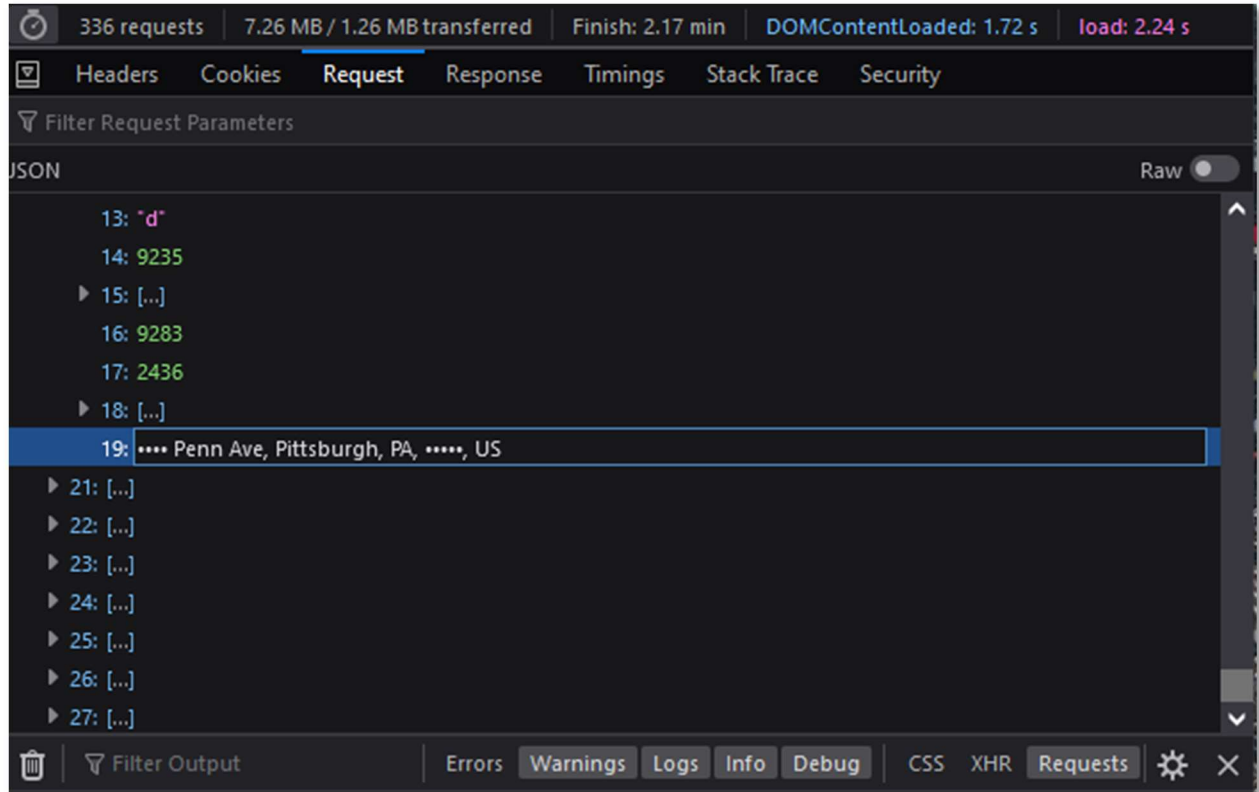 336 requests 7.26 MB / 1.26 MB transferred Finish: 2.17 min DOMContentLoaded: 1.72 s load: 2.24 s
Headers Cookies Request Response Timings Stack Trace Security
Filter Request Parameters
JSON Raw
13: "d"
14: 9235
15: […]
16: 9283
17: 2436
18: […]
19: •••• Penn Ave, Pittsburgh, PA, •••••, US
21: […]
22: […]
23: […]
24: […]
25: […]
26: […]
27: […]
Filter Output Errors Warnings Logs Info Debug CSS XHR Requests